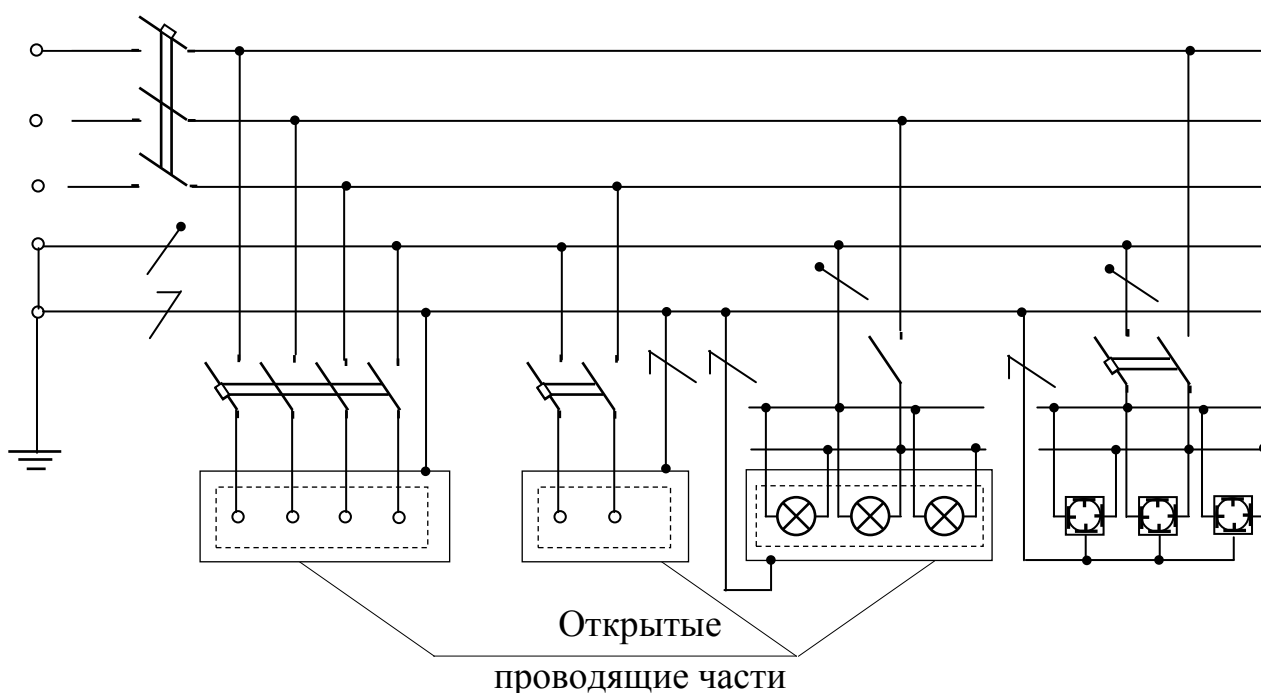 Открытые
проводящие части